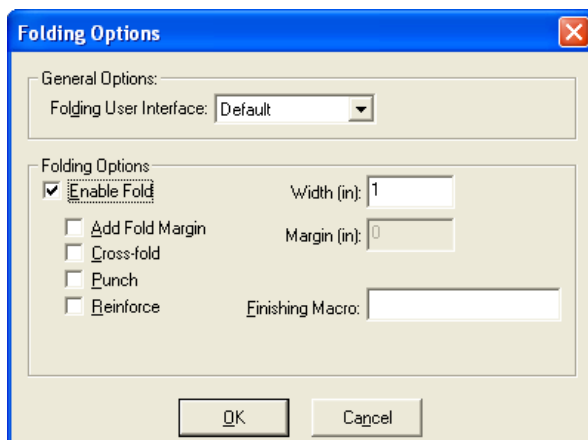 Folding Options
General Options:
Folding User Interface: Default
Folding Options
Enable Fold Width (in): 1
Add Fold Margin Margin (in): 0
Cross-fold
Punch
Reinforce Finishing Macro:
OK Cancel